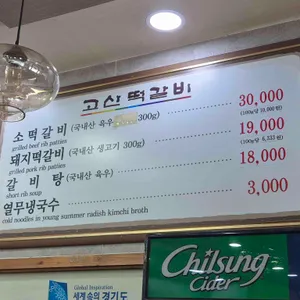 고산떡갈비
소떡갈비 (국내산 육우 300g) 30,000
grilled beef rib patties (100g당 10,000원)
돼지떡갈비 (국내산 생고기 300g) 19,000
grilled pork rib patties (100g당 6,333원)
갈비탕 (국내산 육우) 18,000
short rib soup
열무냉국수 3,000
cold noodles in young summer radish kimchi broth
Chilsung
Cider
Global Inspiration
세계속의 경기도